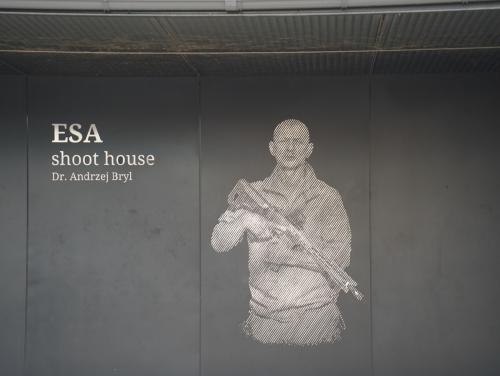 ESA
shoot house
Dr. Andrzej Bryl